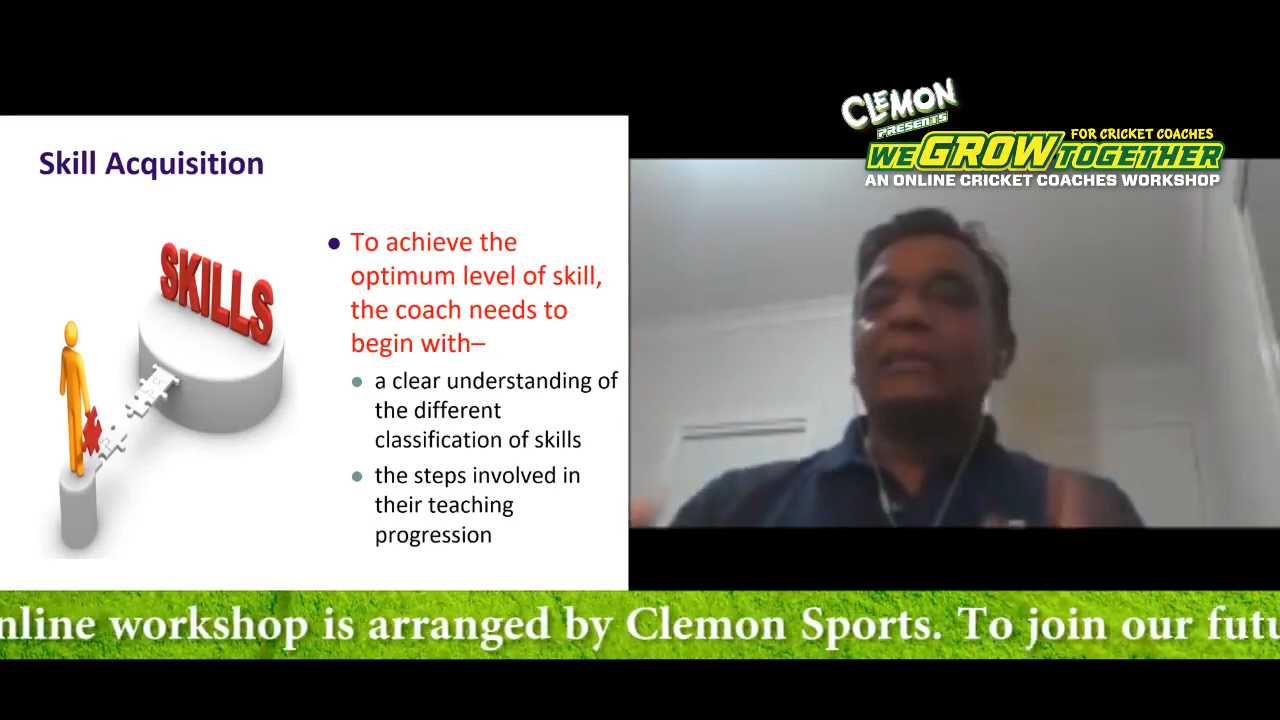 CLEMON
PRESENTS
FOR CRICKET COACHES
WE GROW TOGETHER
AN ONLINE CRICKET COACHES WORKSHOP
Skill Acquisition
SKILLS
● To achieve the
optimum level of skill,
the coach needs to
begin with–
● a clear understanding of
the different
classification of skills
● the steps involved in
their teaching
progression
nline workshop is arranged by Clemon Sports. To join our futu